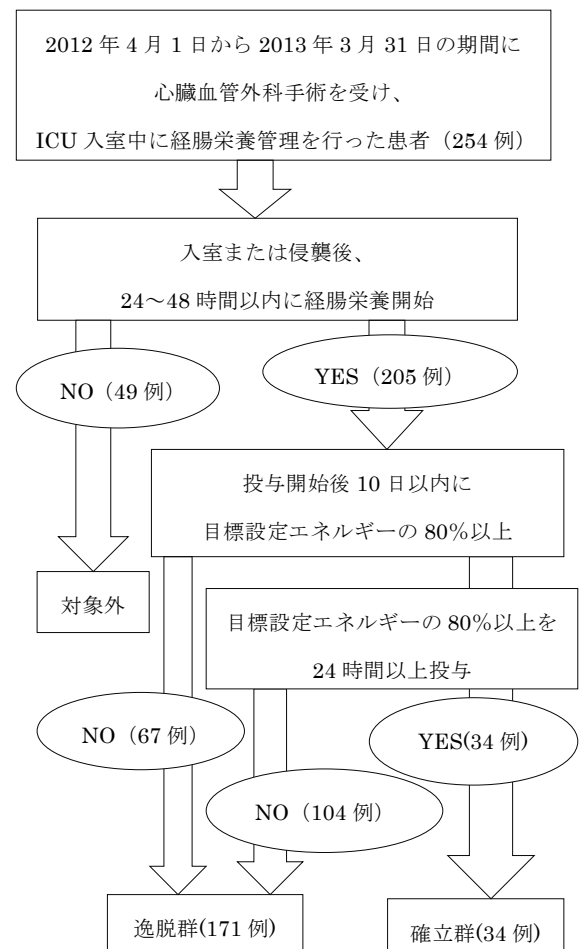 2012 年 4 月 1 日から 2013 年 3 月 31 日の期間に
心臓血管外科手術を受け、
ICU 入室中に経腸栄養管理を行った患者（254 例）
入室または侵襲後、
24～48 時間以内に経腸栄養開始
NO（49 例）
YES（205 例）
投与開始後 10 日以内に
目標設定エネルギーの 80％以上
対象外
目標設定エネルギーの 80％以上を
24 時間以上投与
NO（67 例）
YES(34 例)
NO（104 例）
逸脱群(171 例)
確立群(34 例)